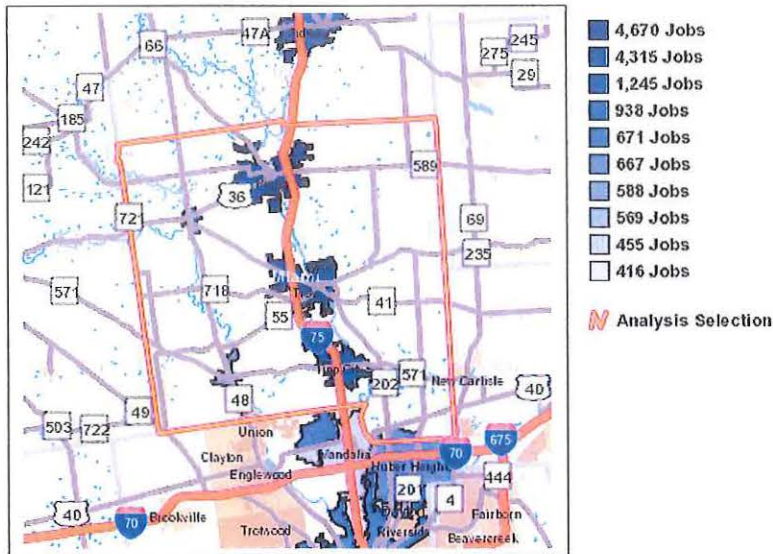 47A
66
245
275
29
47
185
242
121
589
36
721
69
235
Miami
571
718
41
55
75
202
571
New Carlisle
40
49
48
503
722
Union
675
Vandalia
70
Clayton
Huber Heights
Englewood
444
201
4
40
70
Brookville
Fairborn
Trotwood
Riverside
Beavercreek
4,670 Jobs
4,315 Jobs
1,245 Jobs
938 Jobs
671 Jobs
667 Jobs
588 Jobs
569 Jobs
455 Jobs
416 Jobs
Analysis Selection